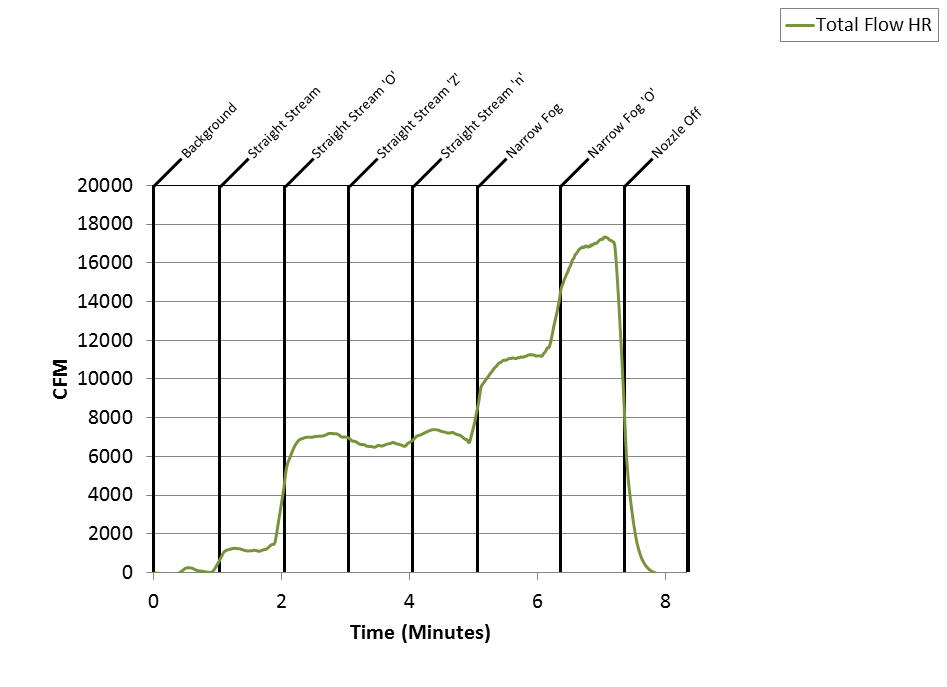 Total Flow HR
Background
Straight Stream
Straight Stream 'O'
Straight Stream 'Z'
Straight Stream 'n'
Narrow Fog
Narrow Fog 'O'
Nozzle Off
20000
18000
16000
14000
12000
10000
8000
6000
4000
2000
0
CFM
0 2 4 6 8
Time (Minutes)